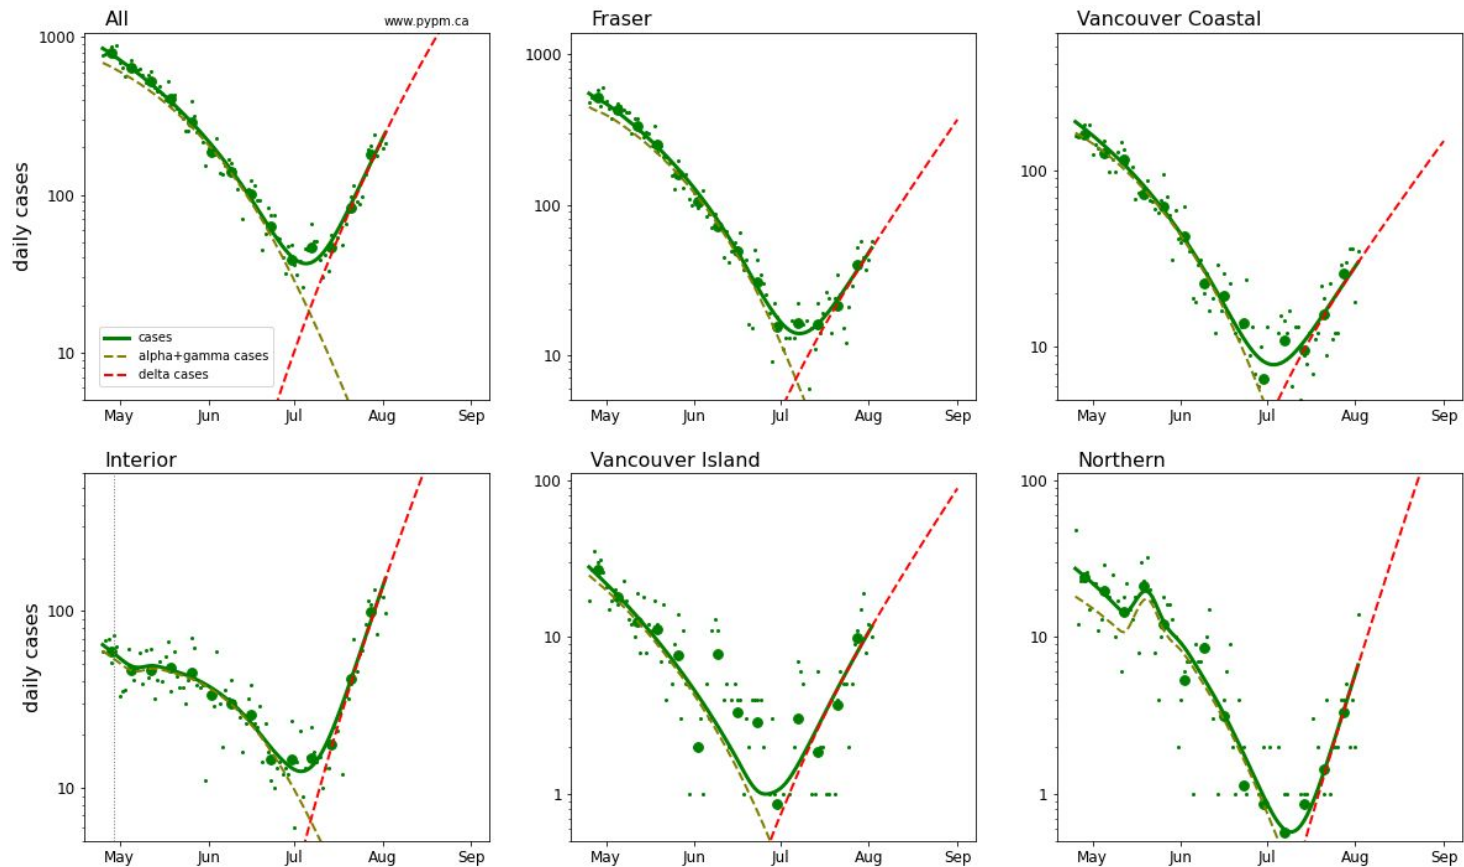 All
www.pypm.ca
daily cases
1000
100
10
cases
alpha+gamma cases
delta cases
May Jun Jul Aug Sep
Fraser
1000
100
10
May Jun Jul Aug Sep
Vancouver Coastal
100
10
May Jun Jul Aug Sep
Interior
daily cases
100
10
May Jun Jul Aug Sep
Vancouver Island
100
10
1
May Jun Jul Aug Sep
Northern
100
10
1
May Jun Jul Aug Sep